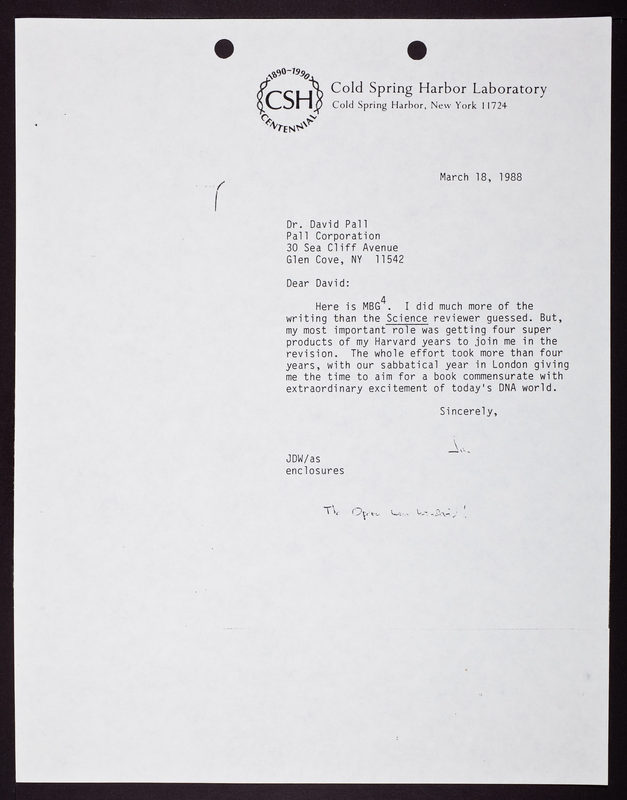 1890-1990
CSH
CENTENNIAL
Cold Spring Harbor Laboratory
Cold Spring Harbor, New York 11724
March 18, 1988
Dr. David Pall
Pall Corporation
30 Sea Cliff Avenue
Glen Cove, NY 11542
Dear David:
Here is MBG4. I did much more of the
writing than the Science reviewer guessed. But,
my most important role was getting four super
products of my Harvard years to join me in the
revision. The whole effort took more than four
years, with our sabbatical year in London giving
me the time to aim for a book commensurate with
extraordinary excitement of today's DNA world.
Sincerely,
JDW/as
enclosures
The Opera was